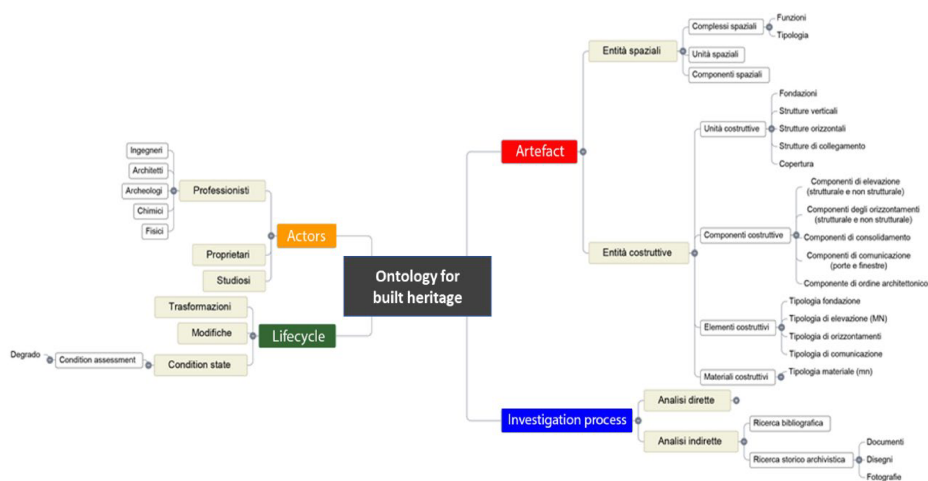 Ontology for
built heritage
Actors
Professionisti
Ingegneri
Architetti
Archeologi
Chimici
Fisici
Proprietari
Studiosi
Lifecycle
Trasformazioni
Modifiche
Condition state
Condition assessment
Degrado
Artefact
Entità spaziali
Complessi spaziali
Funzioni
Tipologia
Unità spaziali
Componenti spaziali
Entità costruttive
Unità costruttive
Fondazioni
Strutture verticali
Strutture orizzontali
Strutture di collegamento
Copertura
Componenti costruttive
Componenti di elevazione
(strutturale e non strutturale)
Componenti degli orizzontamenti
(strutturale e non strutturale)
Componenti di consolidamento
Componenti di comunicazione
(porte e finestre)
Componente di ordine architettonico
Elementi costruttivi
Tipologia fondazione
Tipologia di elevazione (MN)
Tipologia di orizzontamenti
Tipologia di comunicazione
Materiali costruttivi
Tipologia materiale (mn)
Investigation process
Analisi dirette
Analisi indirette
Ricerca bibliografica
Ricerca storico archivistica
Documenti
Disegni
Fotografie